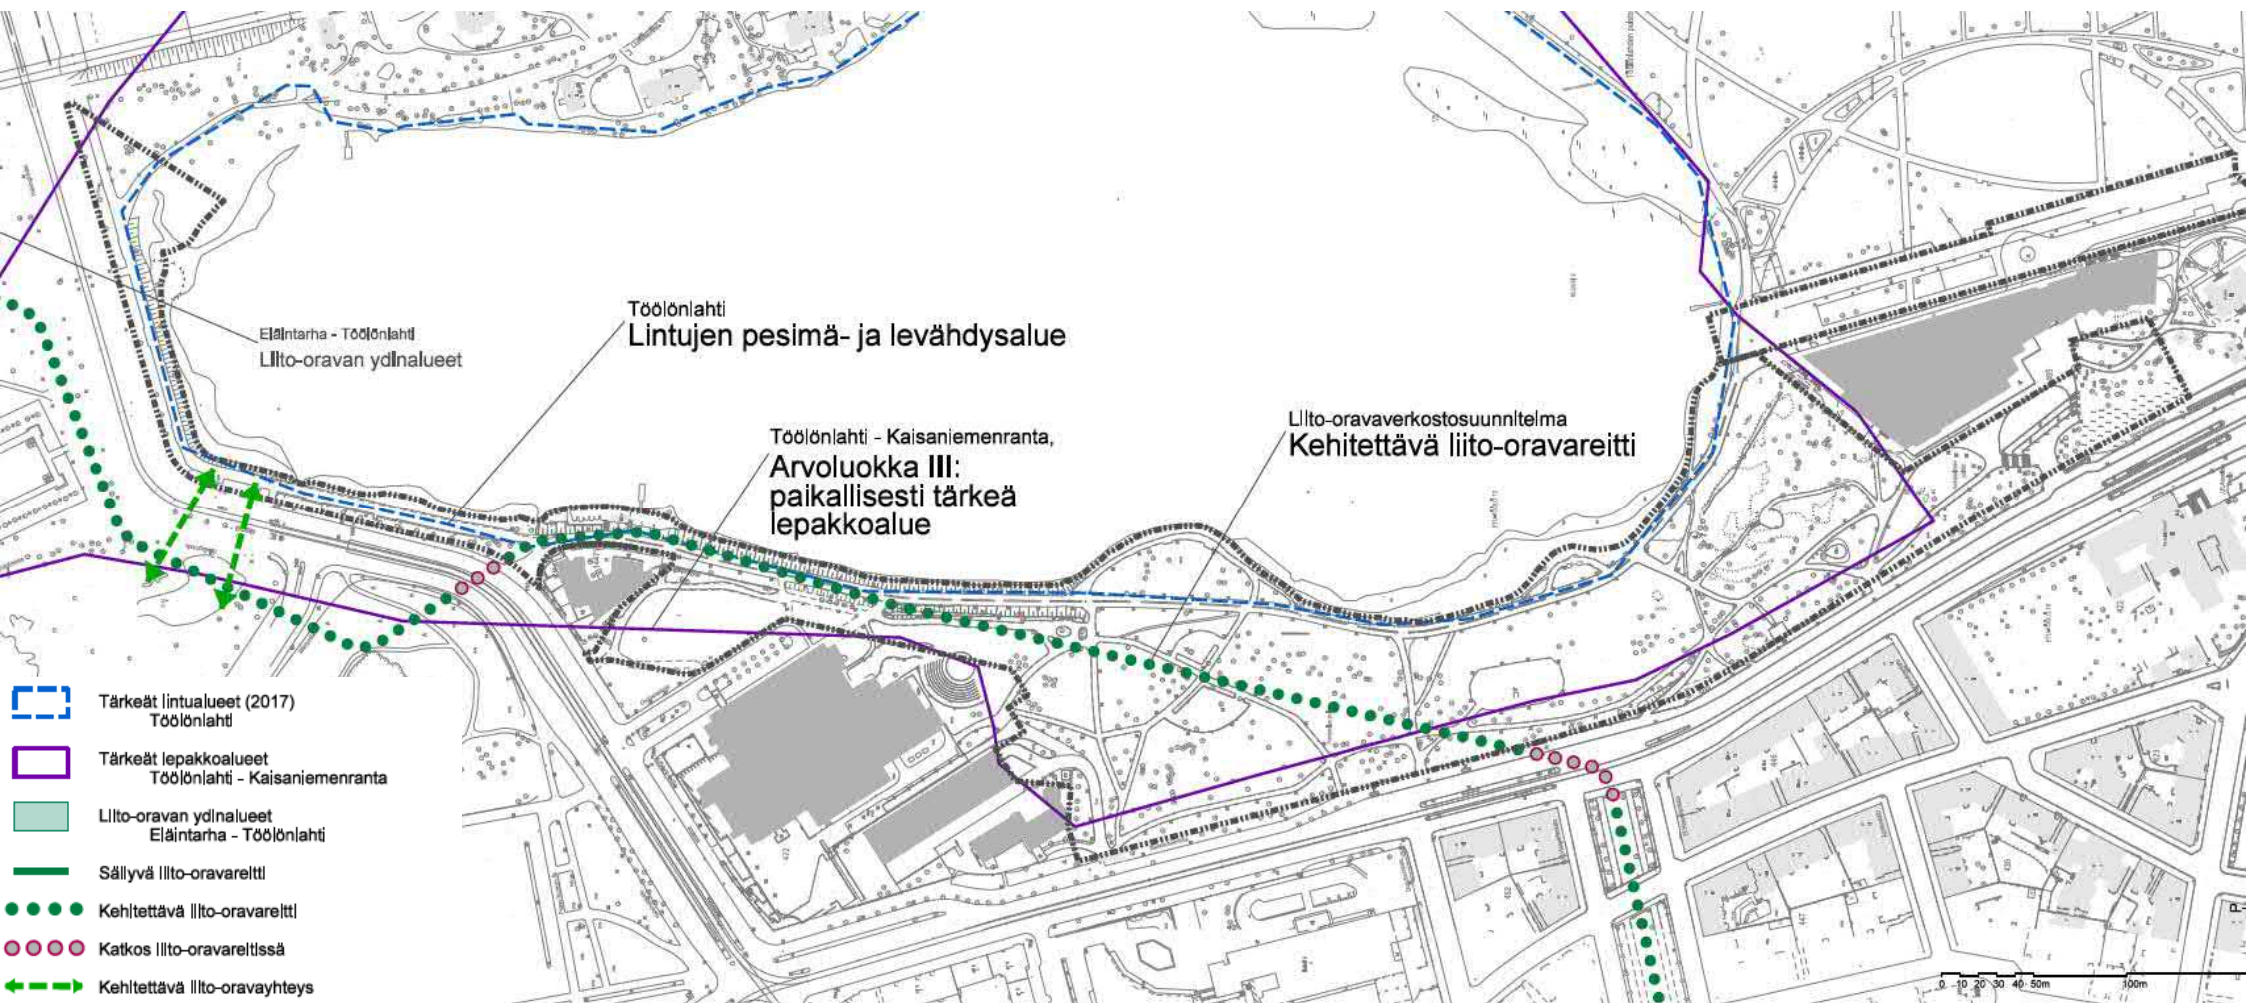 Eläintarha - Töölönlahti
Liito-oravan ydinalueet
Töölönlahti
Lintujen pesimä- ja levähdysalue
Töölönlahti - Kaisaniemenranta,
Arvoluokka III:
paikallisesti tärkeä
lepakkoalue
Liito-oravaverkostosuunnitelma
Kehitettävä liito-oravareitti
Tärkeät lintualueet (2017)
Töölönlahti
Tärkeät lepakkoalueet
Töölönlahti - Kaisaniemenranta
Liito-oravan ydinalueet
Eläintarha - Töölönlahti
Säilyvä liito-oravareitti
Kehitettävä liito-oravareitti
Katkos liito-oravareitissä
Kehitettävä liito-oravayhteys
0 10 20 30 40 50m 100m